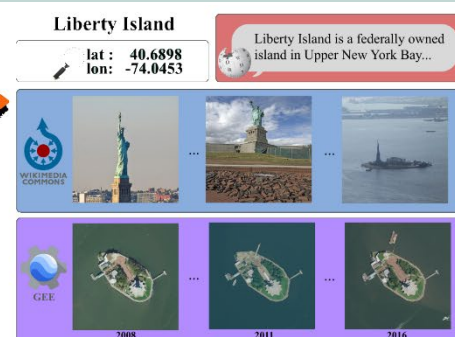 Liberty Island
lat : 40.6898
lon: -74.0453
Liberty Island is a federally owned
island in Upper New York Bay...
WIKIMEDIA
COMMONS
...
...
GEE
...
...
2008
2011
2016